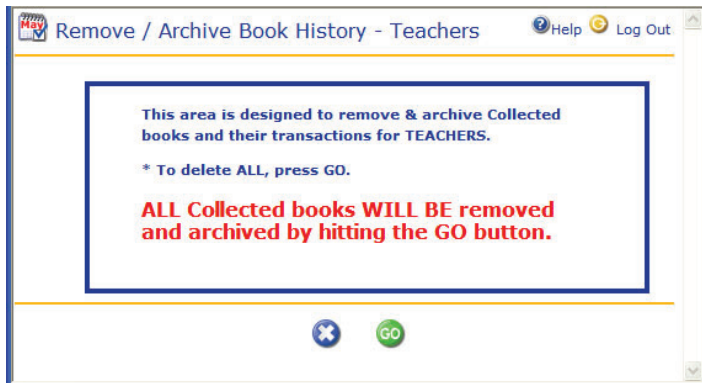 May
Remove / Archive Book History - Teachers
Help
Log Out
This area is designed to remove & archive Collected
books and their transactions for TEACHERS.
* To delete ALL, press GO.
ALL Collected books WILL BE removed
and archived by hitting the GO button.
GO